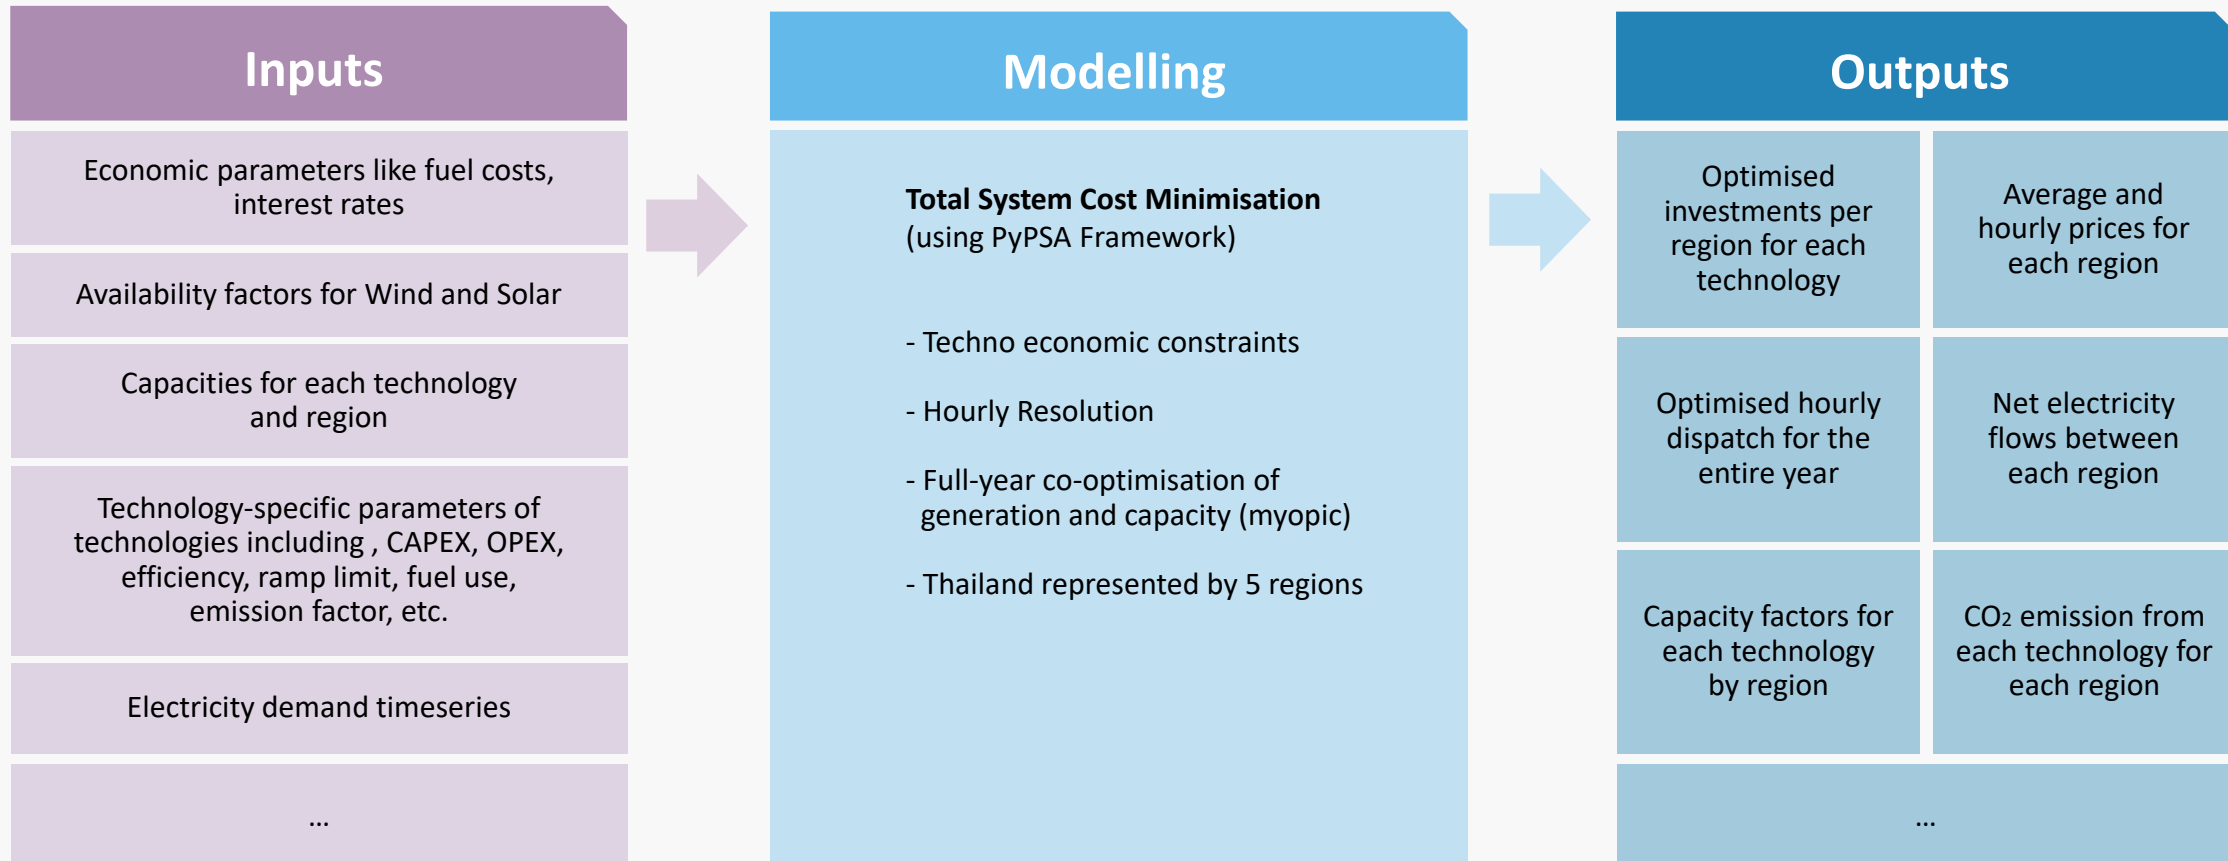 Inputs
Economic parameters like fuel costs,
interest rates
Availability factors for Wind and Solar
Capacities for each technology
and region
Technology-specific parameters of
technologies including , CAPEX, OPEX,
efficiency, ramp limit, fuel use,
emission factor, etc.
Electricity demand timeseries
...
Modelling
Total System Cost Minimisation
(using PyPSA Framework)
- Techno economic constraints
- Hourly Resolution
- Full-year co-optimisation of
generation and capacity (myopic)
- Thailand represented by 5 regions
Outputs
Optimised
investments per
region for each
technology
Average and
hourly prices for
each region
Optimised hourly
dispatch for the
entire year
Net electricity
flows between
each region
Capacity factors for
each technology
by region
CO₂ emission from
each technology for
each region
...